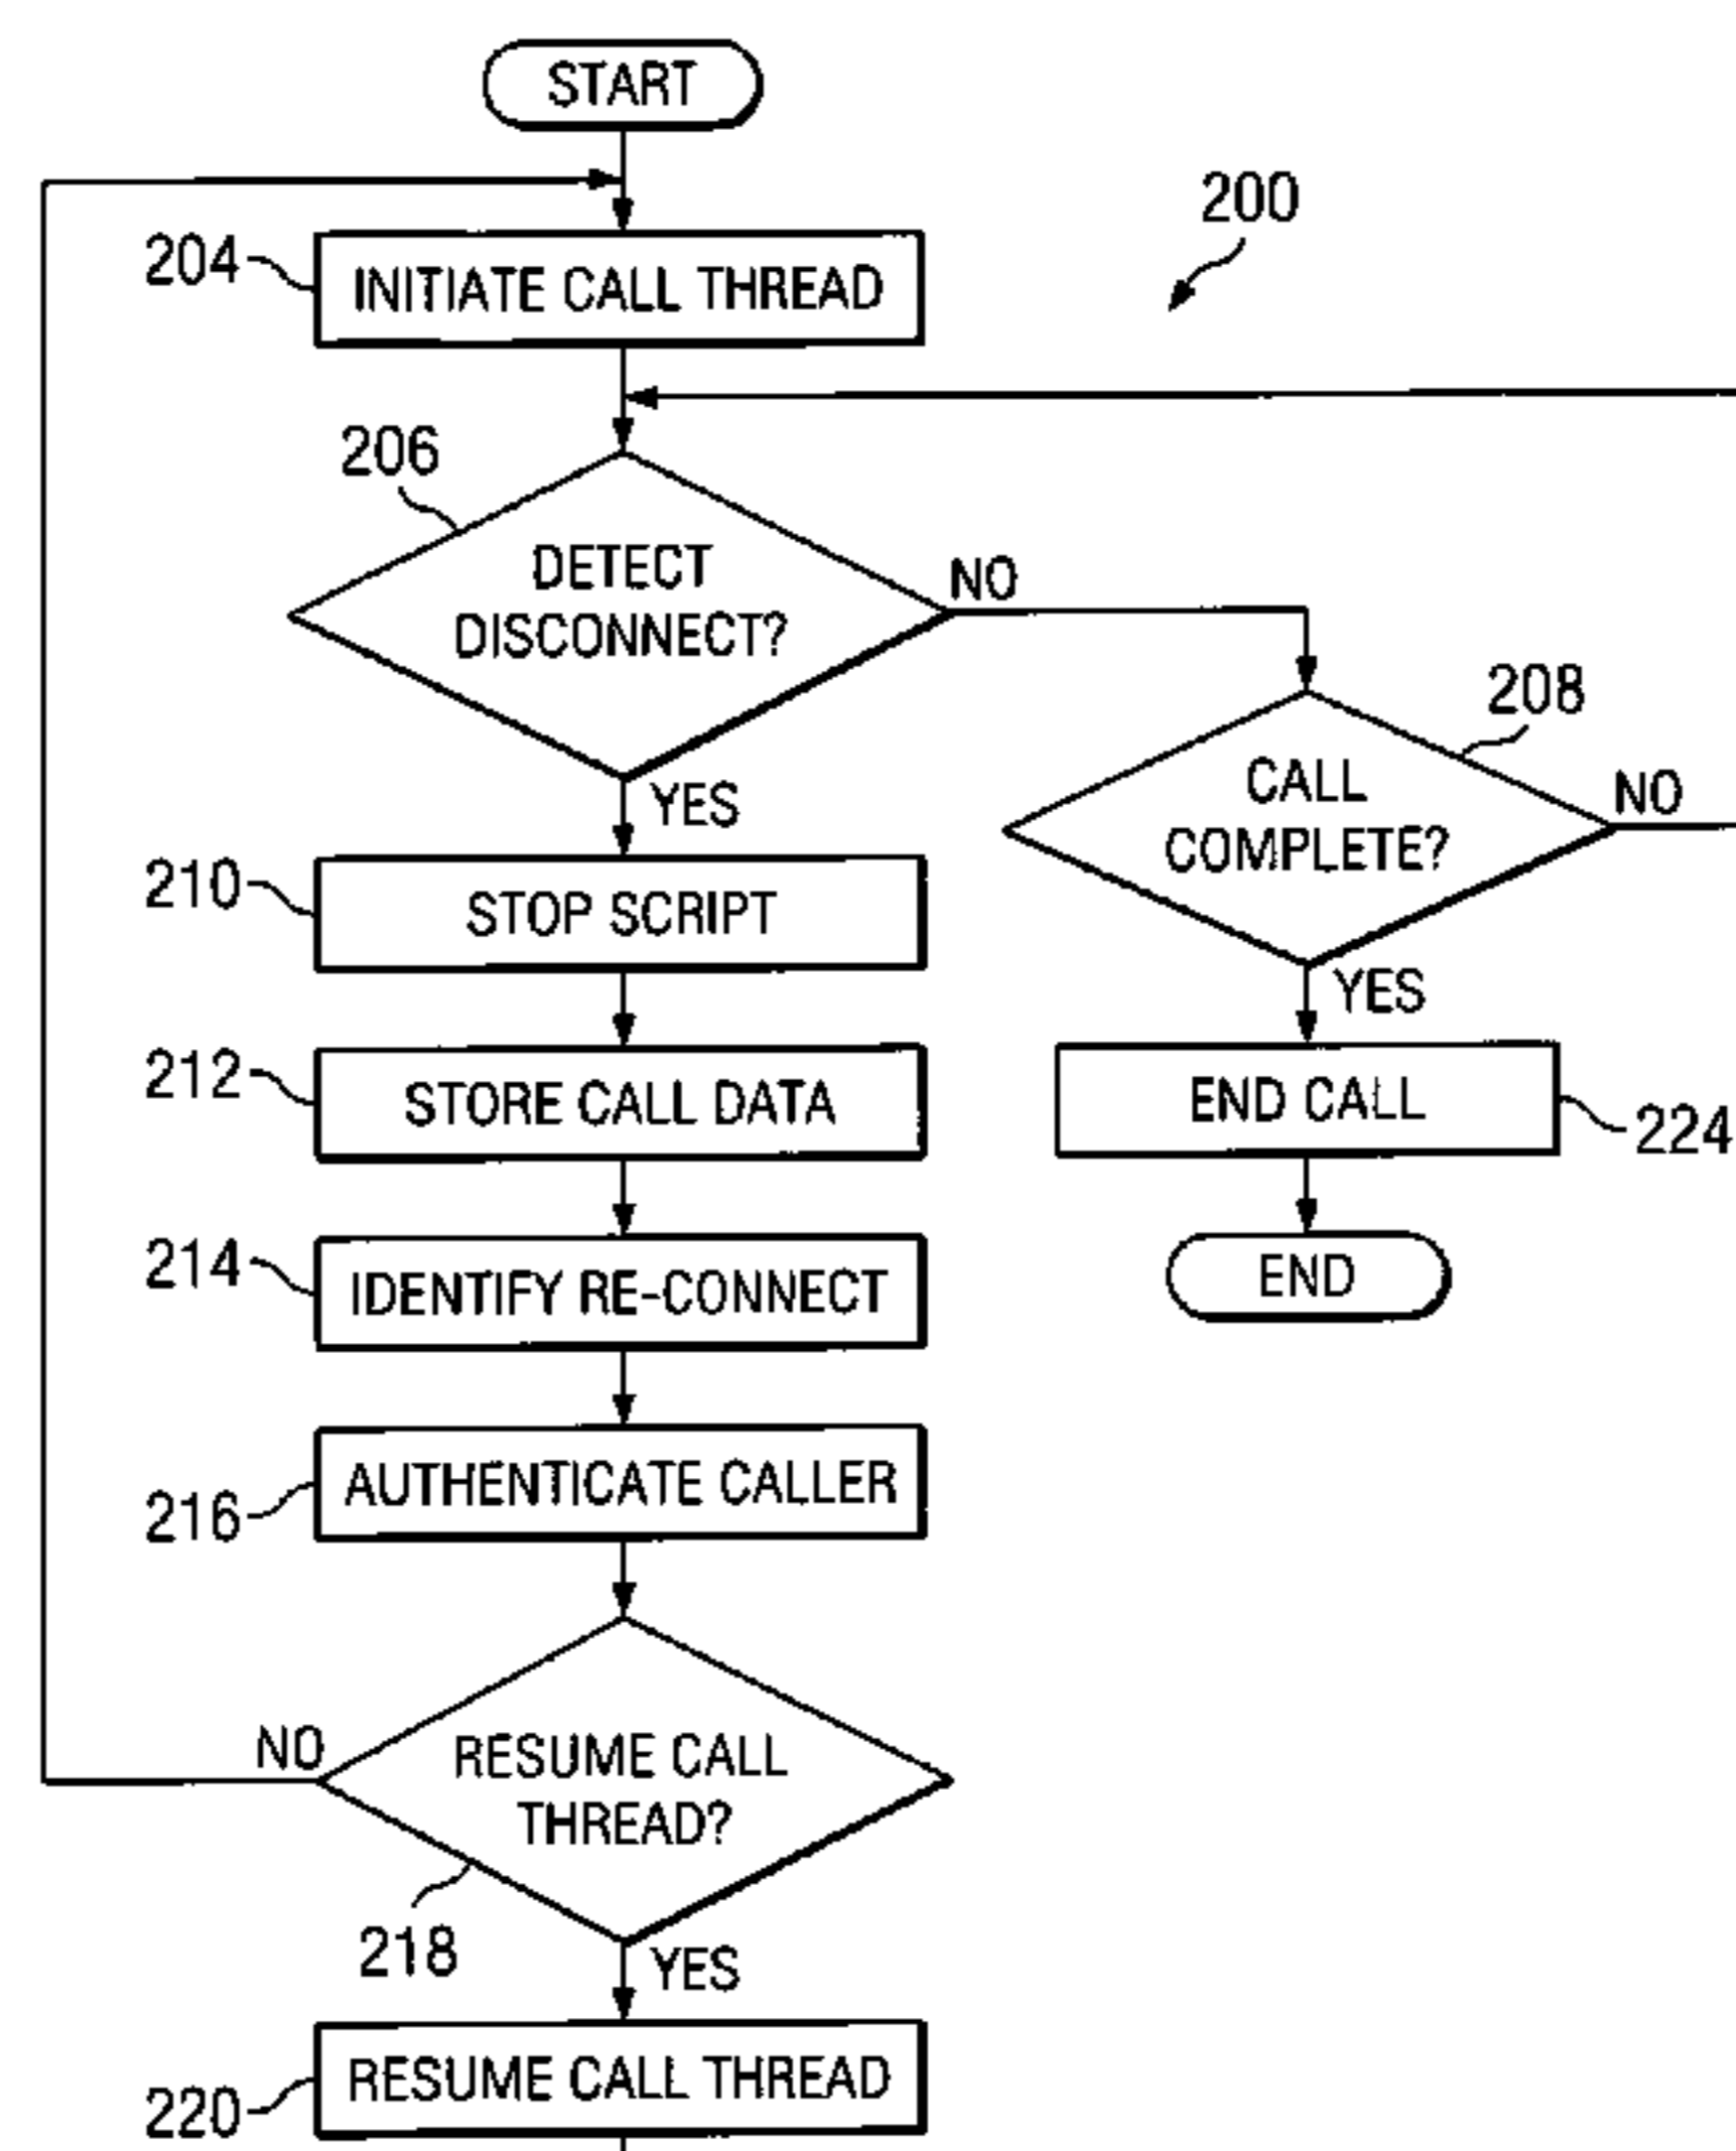 START
200
204
INITIATE CALL THREAD
206
DETECT
DISCONNECT?
NO
YES
208
CALL
COMPLETE?
NO
YES
210
STOP SCRIPT
212
STORE CALL DATA
END CALL
224
214
IDENTIFY RE-CONNECT
END
216
AUTHENTICATE CALLER
NO
RESUME CALL
THREAD?
218
YES
220
RESUME CALL THREAD